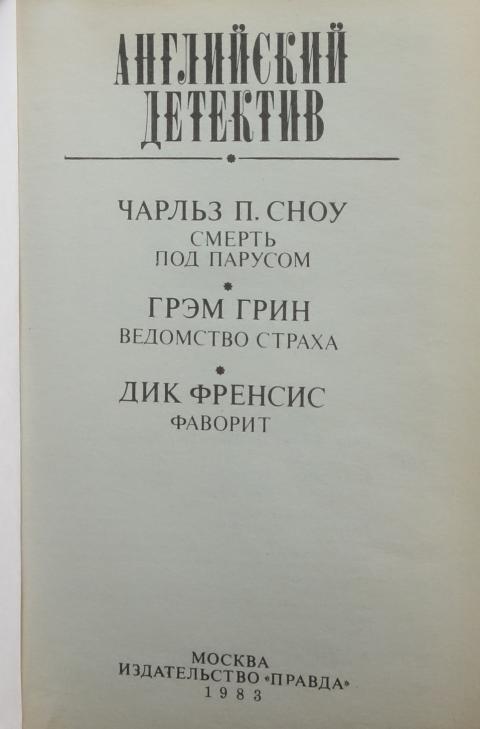 АНГЛИЙСКИЙ
ДЕТЕКТИВ
ЧАРЛЬЗ П. СНОУ
СМЕРТЬ
ПОД ПАРУСОМ
ГРЭМ ГРИН
ВЕДОМСТВО СТРАХА
ДИК ФРЕНСИС
ФАВОРИТ
МОСКВА
ИЗДАТЕЛЬСТВО «ПРАВДА»
1983